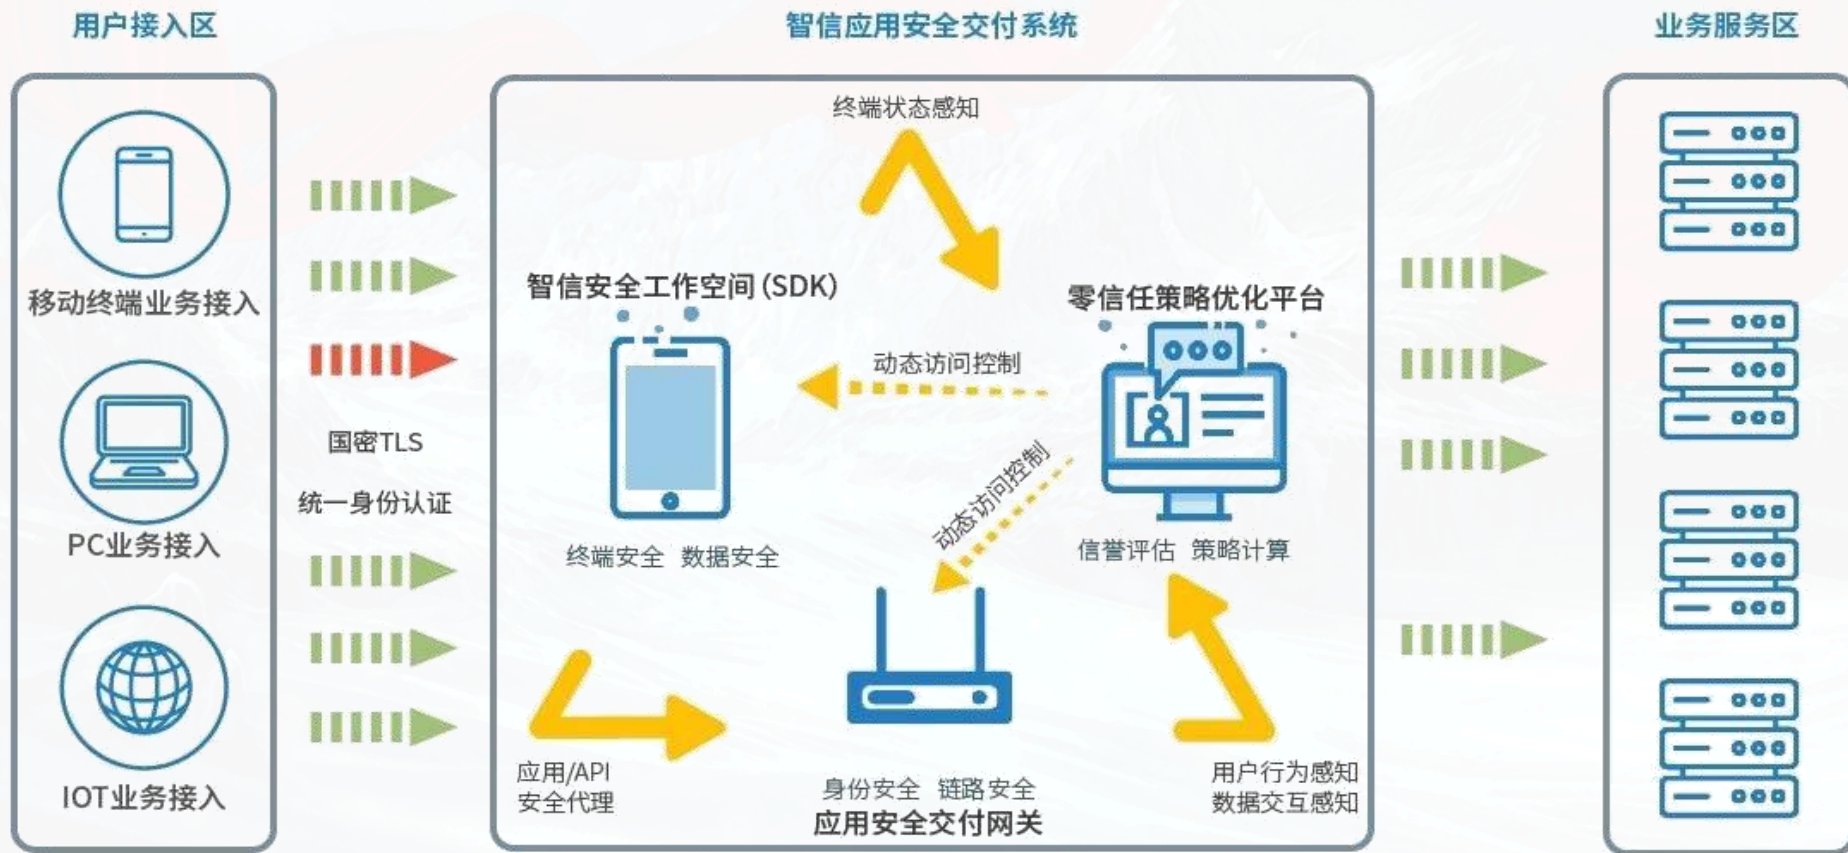 用户接入区
智信应用安全交付系统
业务服务区
移动终端业务接入
PC业务接入
IOT业务接入
国密TLS
统一身份认证
终端状态感知
智信安全工作空间(SDK)
零信任策略优化平台
动态访问控制
动态访问控制
终端安全 数据安全
信誉评估 策略计算
应用/API
安全代理
身份安全 链路安全
应用安全交付网关
用户行为感知
数据交互感知